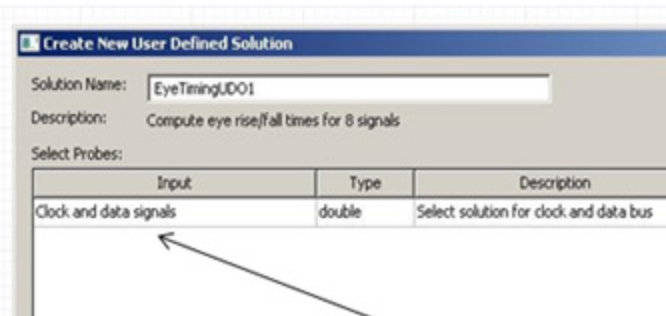 Create New User Defined Solution
Solution Name: EyeTimingUDO1
Description: Compute eye rise/fall times for 8 signals
Select Probes:
Input Type Description
Clock and data signals double Select solution for clock and data bus